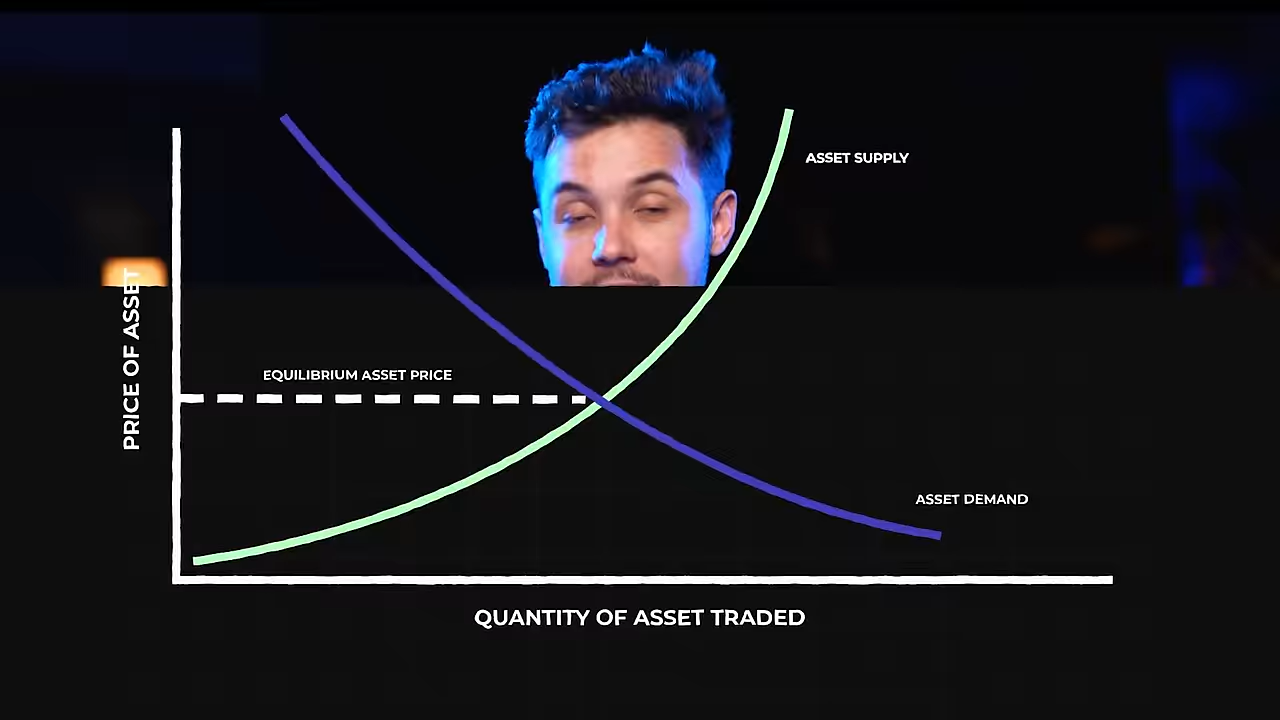 ASSET SUPPLY
PRICE OF ASSET
EQUILIBRIUM ASSET PRICE
ASSET DEMAND
QUANTITY OF ASSET TRADED